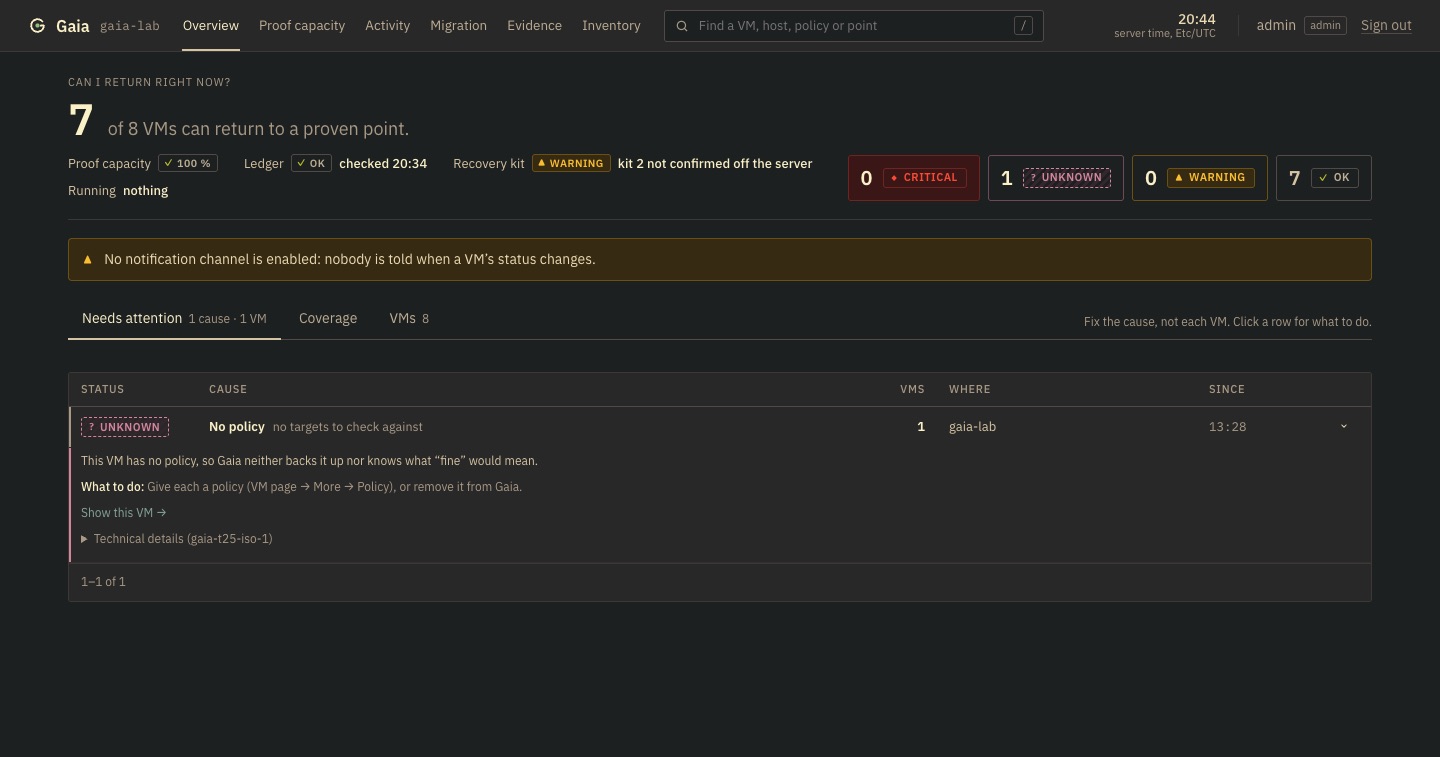 Gaia gaia-lab Overview Proof capacity Activity Migration Evidence Inventory Find a VM, host, policy or point / 20:44 admin admin Sign out
server time, Etc/UTC
CAN I RETURN RIGHT NOW?
7 of 8 VMs can return to a proven point.
Proof capacity ✓ 100 % Ledger ✓ OK checked 20:34 Recovery kit ▲ WARNING kit 2 not confirmed off the server
Running nothing
0 ◆ CRITICAL 1 ? UNKNOWN 0 ▲ WARNING 7 ✓ OK
▲ No notification channel is enabled: nobody is told when a VM’s status changes.
Needs attention 1 cause · 1 VM Coverage VMs 8 Fix the cause, not each VM. Click a row for what to do.
STATUS CAUSE VMS WHERE SINCE
? UNKNOWN No policy no targets to check against 1 gaia-lab 13:28
This VM has no policy, so Gaia neither backs it up nor knows what “fine” would mean.
What to do: Give each a policy (VM page → More → Policy), or remove it from Gaia.
Show this VM →
▶ Technical details (gaia-t25-iso-1)
1–1 of 1